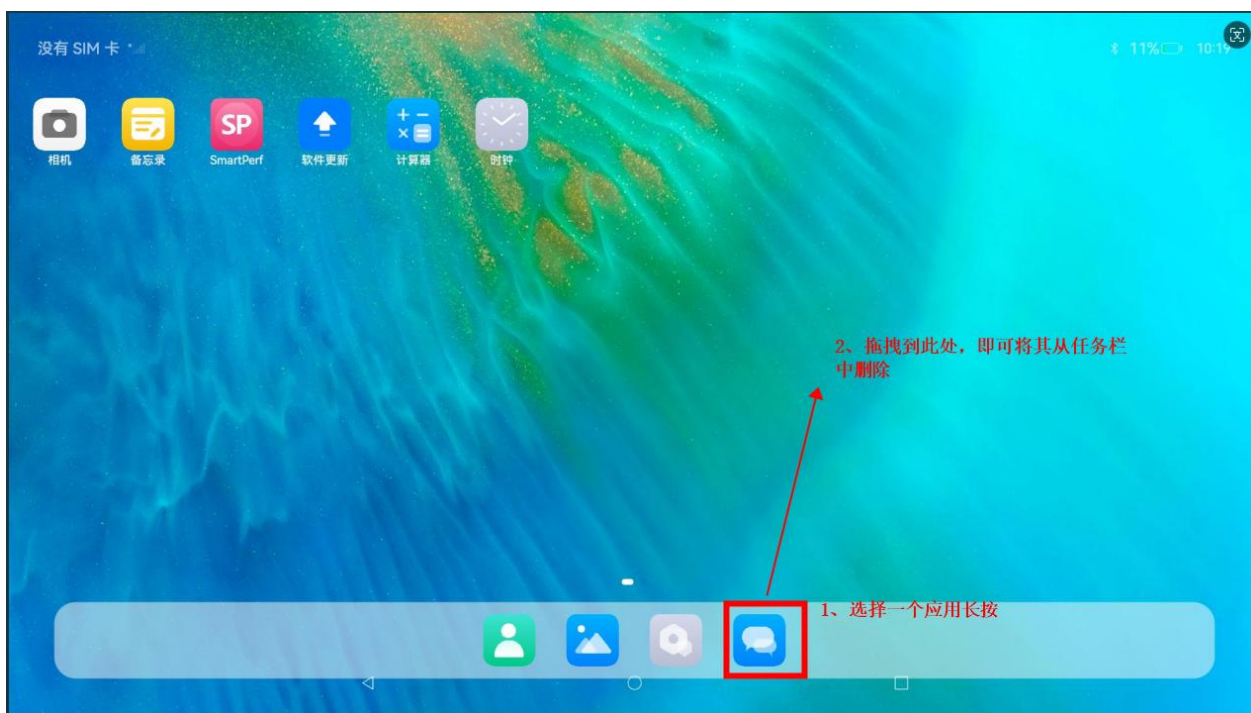 没有 SIM 卡
11%
10:19
SP
相机
备忘录
SmartPerf
软件更新
计算器
时钟
2、拖拽到此处，即可将其从任务栏
中删除
1、选择一个应用长按